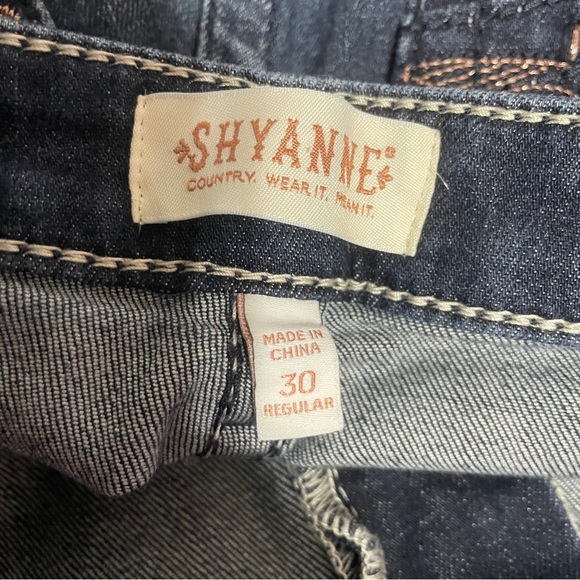 SHYANNE®
COUNTRY. WEAR IT. MEAN IT.
MADE IN
CHINA
30
REGULAR